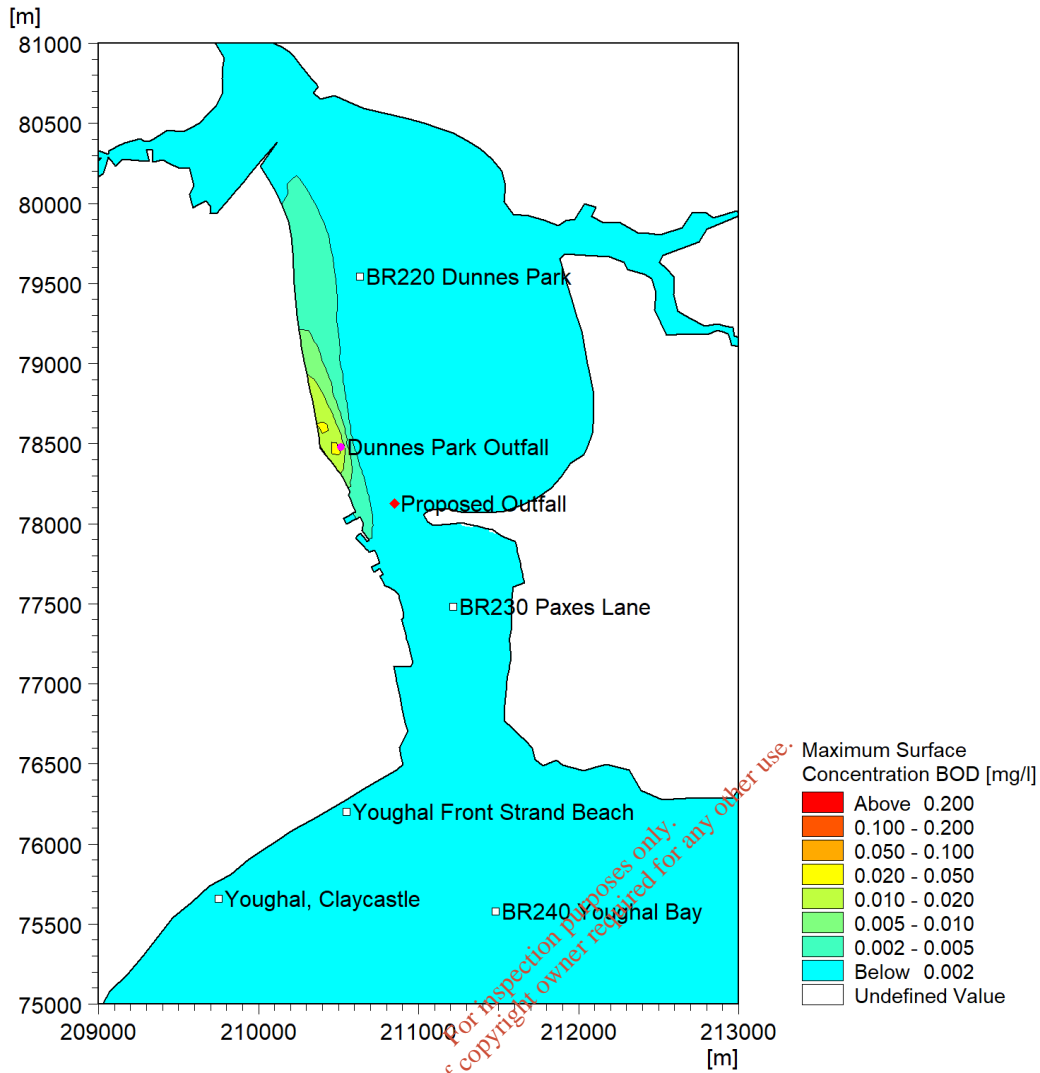 [m]
81000
80500
80000
79500
79000
78500
78000
77500
77000
76500
76000
75500
75000
209000
210000
211000
212000
213000
[m]
BR220 Dunnes Park
Dunnes Park Outfall
Proposed Outfall
BR230 Paxes Lane
Youghal Front Strand Beach
Youghal, Claycastle
BR240 Youghal Bay
Maximum Surface
Concentration BOD [mg/l]
Above 0.200
0.100 - 0.200
0.050 - 0.100
0.020 - 0.050
0.010 - 0.020
0.005 - 0.010
0.002 - 0.005
Below 0.002
Undefined Value
For inspection purposes only.
copyright owner required for any other use.